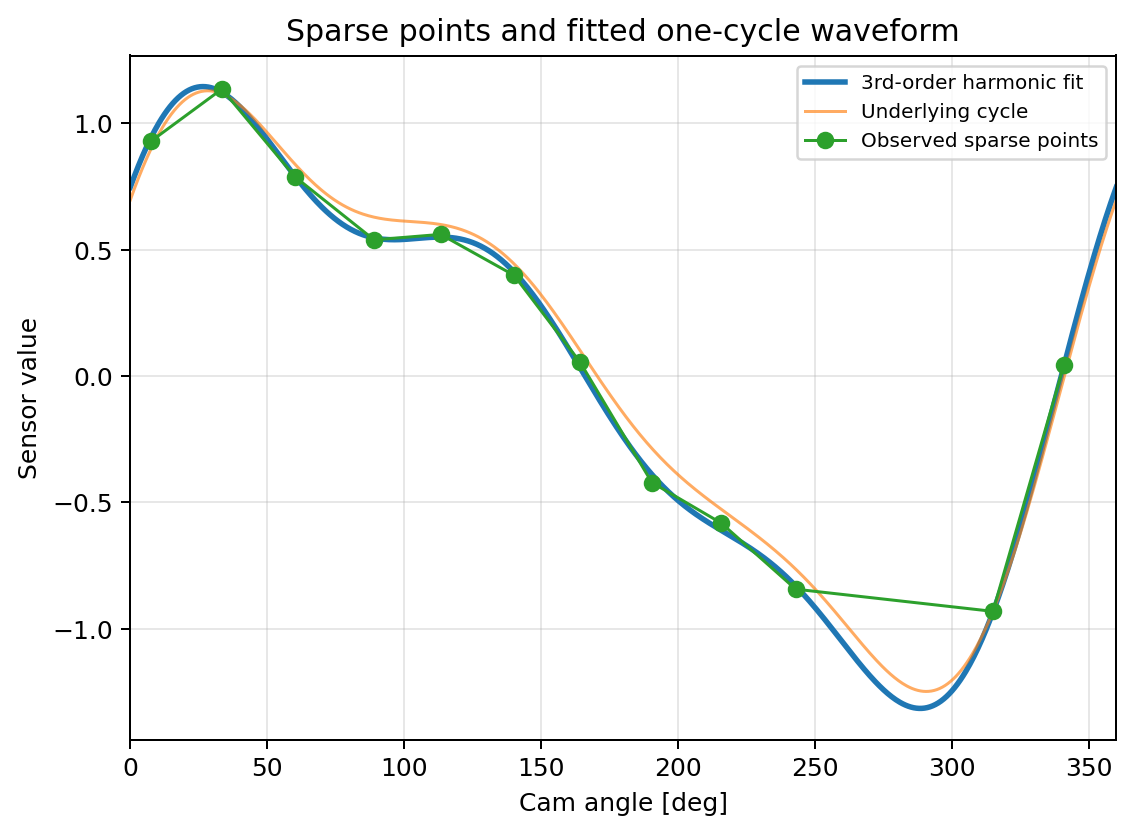 Sparse points and fitted one-cycle waveform
3rd-order harmonic fit
Underlying cycle
Observed sparse points
1.0
0.5
0.0
−0.5
−1.0
Sensor value
0 50 100 150 200 250 300 350
Cam angle [deg]